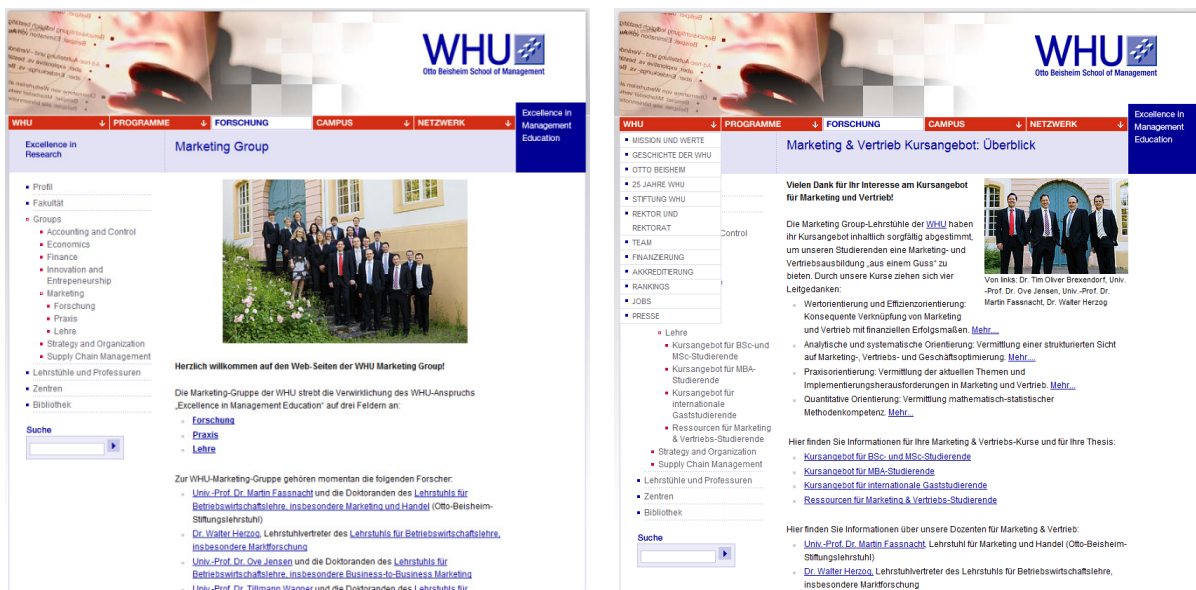 WHU
Otto Beisheim School of Management
Excellence in
Management
Education
WHU
PROGRAMME
FORSCHUNG
CAMPUS
NETZWERK
Excellence in
Research
Marketing Group
Profil
Fakultät
Groups
Accounting and Control
Economics
Finance
Innovation and
Entrepeneurship
Marketing
Forschung
Praxis
Lehre
Strategy and Organization
Supply Chain Management
Lehrstühle und Professuren
Zentren
Bibliothek
Suche
Herzlich willkommen auf den Web-Seiten der WHU Marketing Group!
Die Marketing-Gruppe der WHU strebt die Verwirklichung des WHU-Anspruchs
„Excellence in Management Education" auf drei Feldern an:
Forschung
Praxis
Lehre
Zur WHU-Marketing-Gruppe gehören momentan die folgenden Forscher:
Univ.-Prof. Dr. Martin Fassnacht und die Doktoranden des Lehrstuhls für
Betriebswirtschaftslehre, insbesondere Marketing und Handel (Otto-Beisheim-
Stiftungslehrstuhl)
Dr. Walter Herzog, Lehrstuhlvertreter des Lehrstuhls für Betriebswirtschaftslehre,
insbesondere Marktforschung
Univ.-Prof. Dr. Ove Jensen und die Doktoranden des Lehrstuhls für
Betriebswirtschaftslehre, insbesondere Business-to-Business Marketing
Univ.-Prof. Dr. Tillmann Wagner und die Doktoranden des Lehrstuhls für
WHU
Otto Beisheim School of Management
Excellence in
Management
Education
WHU
PROGRAMME
FORSCHUNG
CAMPUS
NETZWERK
MISSION UND WERTE
GESCHICHTE DER WHU
OTTO BEISHEIM
25 JAHRE WHU
STIFTUNG WHU
REKTOR UND
REKTORAT
TEAM
FINANZIERUNG
AKKREDITIERUNG
RANKINGS
JOBS
PRESSE
Control
Lehre
Kursangebot für BSc-und
MSc-Studierende
Kursangebot für MBA-
Studierende
Kursangebot für
internationale
Gaststudierende
Ressourcen für Marketing
& Vertriebs-Studierende
Strategy and Organization
Supply Chain Management
Lehrstühle und Professuren
Zentren
Bibliothek
Suche
Marketing & Vertrieb Kursangebot: Überblick
Vielen Dank für Ihr Interesse am Kursangebot
für Marketing und Vertrieb!
Die Marketing Group-Lehrstühle der WHU haben
ihr Kursangebot inhaltlich sorgfältig abgestimmt,
um unseren Studierenden eine Marketing- und
Vertriebsausbildung „aus einem Guss" zu
bieten. Durch unsere Kurse ziehen sich vier
Leitgedanken:
Von links: Dr. Tim Oliver Brexendorf, Univ.
-Prof. Dr. Ove Jensen, Univ.-Prof. Dr.
Martin Fassnacht, Dr. Walter Herzog
Wertorientierung und Effizienzorientierung:
Konsequente Verknüpfung von Marketing
und Vertrieb mit finanziellen Erfolgsmaßen. Mehr....
Analytische und systematische Orientierung: Vermittlung einer strukturierten Sicht
auf Marketing-, Vertriebs- und Geschäftsoptimierung. Mehr....
Praxisorientierung: Vermittlung der aktuellen Themen und
Implementierungsherausforderungen in Marketing und Vertrieb. Mehr...
Quantitative Orientierung: Vermittlung mathematisch-statistischer
Methodenkompetenz. Mehr...
Hier finden Sie Informationen für Ihre Marketing & Vertriebs-Kurse und für Ihre Thesis:
Kursangebot für BSc- und MSc-Studierende
Kursangebot für MBA-Studierende
Kursangebot für internationale Gaststudierende
Ressourcen für Marketing & Vertriebs-Studierende
Hier finden Sie Informationen über unsere Dozenten für Marketing & Vertrieb:
Univ.-Prof. Dr. Martin Fassnacht, Lehrstuhl für Marketing und Handel (Otto-Beisheim-
Stiftungslehrstuhl)
Dr. Walter Herzog, Lehrstuhlvertreter des Lehrstuhls für Betriebswirtschaftslehre,
insbesondere Marktforschung